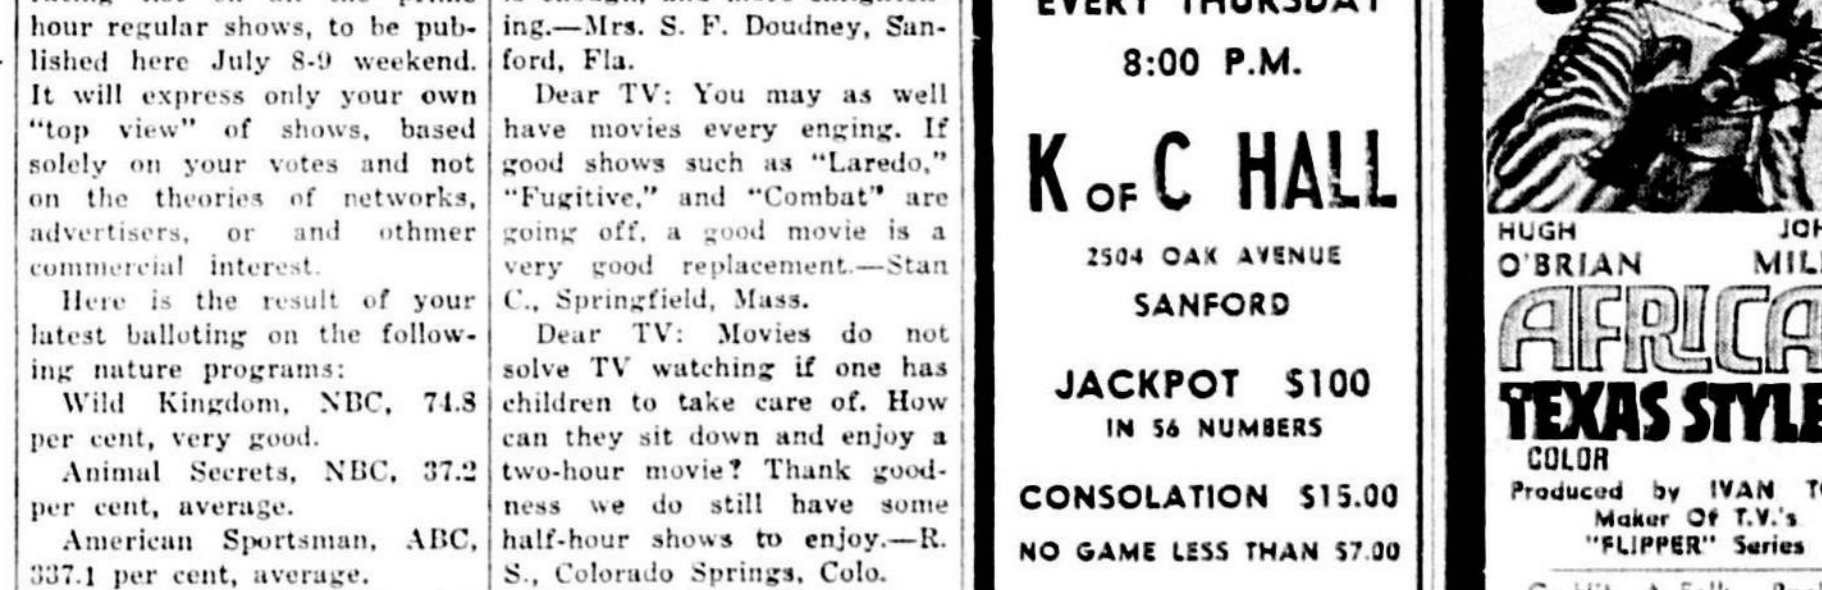 hour regular shows, to be pub-
lished here July 8-9 weekend.
It will express only your own
"top view" of shows, based
solely on your votes and not
on the theories of networks,
advertisers, or and othmer
commercial interest.
Here is the result of your
latest balloting on the follow-
ing nature programs:
Wild Kingdom, NBC, 74.8
per cent, very good.
Animal Secrets, NBC, 37.2
per cent, average.
American Sportsman, ABC,
337.1 per cent, average.
ing.—Mrs. S. F. Doudney, San-
ford, Fla.
Dear TV: You may as well
have movies every enging. If
good shows such as "Laredo,"
"Fugitive," and "Combat" are
going off, a good movie is a
very good replacement.—Stan
C., Springfield, Mass.
Dear TV: Movies do not
solve TV watching if one has
children to take care of. How
can they sit down and enjoy a
two-hour movie? Thank good-
ness we do still have some
half-hour shows to enjoy.—R.
S., Colorado Springs, Colo.
EVERY THURSDAY
8:00 P.M.
K OF C HALL
2504 OAK AVENUE
SANFORD
JACKPOT $100
IN 56 NUMBERS
CONSOLATION $15.00
NO GAME LESS THAN $7.00
HUGH JOH
O'BRIAN MIL
AFRICA
TEXAS STYLE
COLOR
Produced by IVAN
Maker Of T.V.'s
"FLIPPER" Series